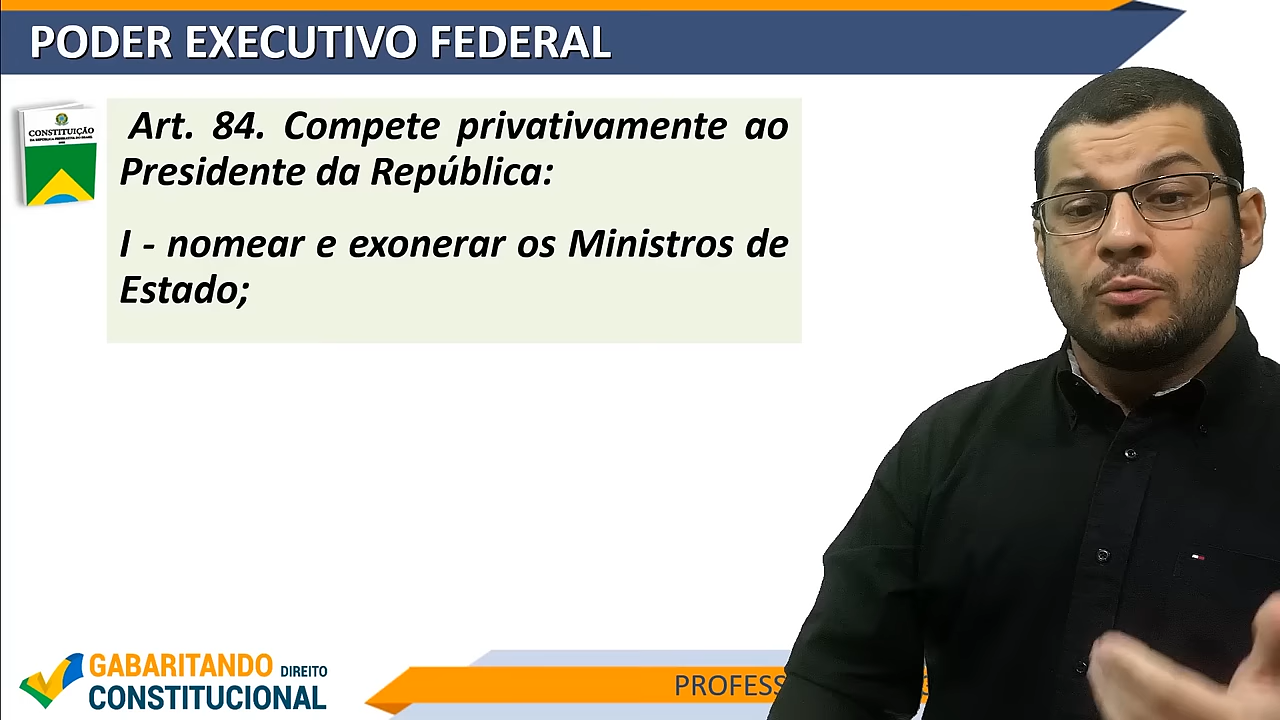 PODER EXECUTIVO FEDERAL
CONSTITUIÇÃO
Art. 84. Compete privativamente ao
Presidente da República:
I - nomear e exonerar os Ministros de
Estado;
GABARITANDO DIREITO
CONSTITUCIONAL
PROFESS